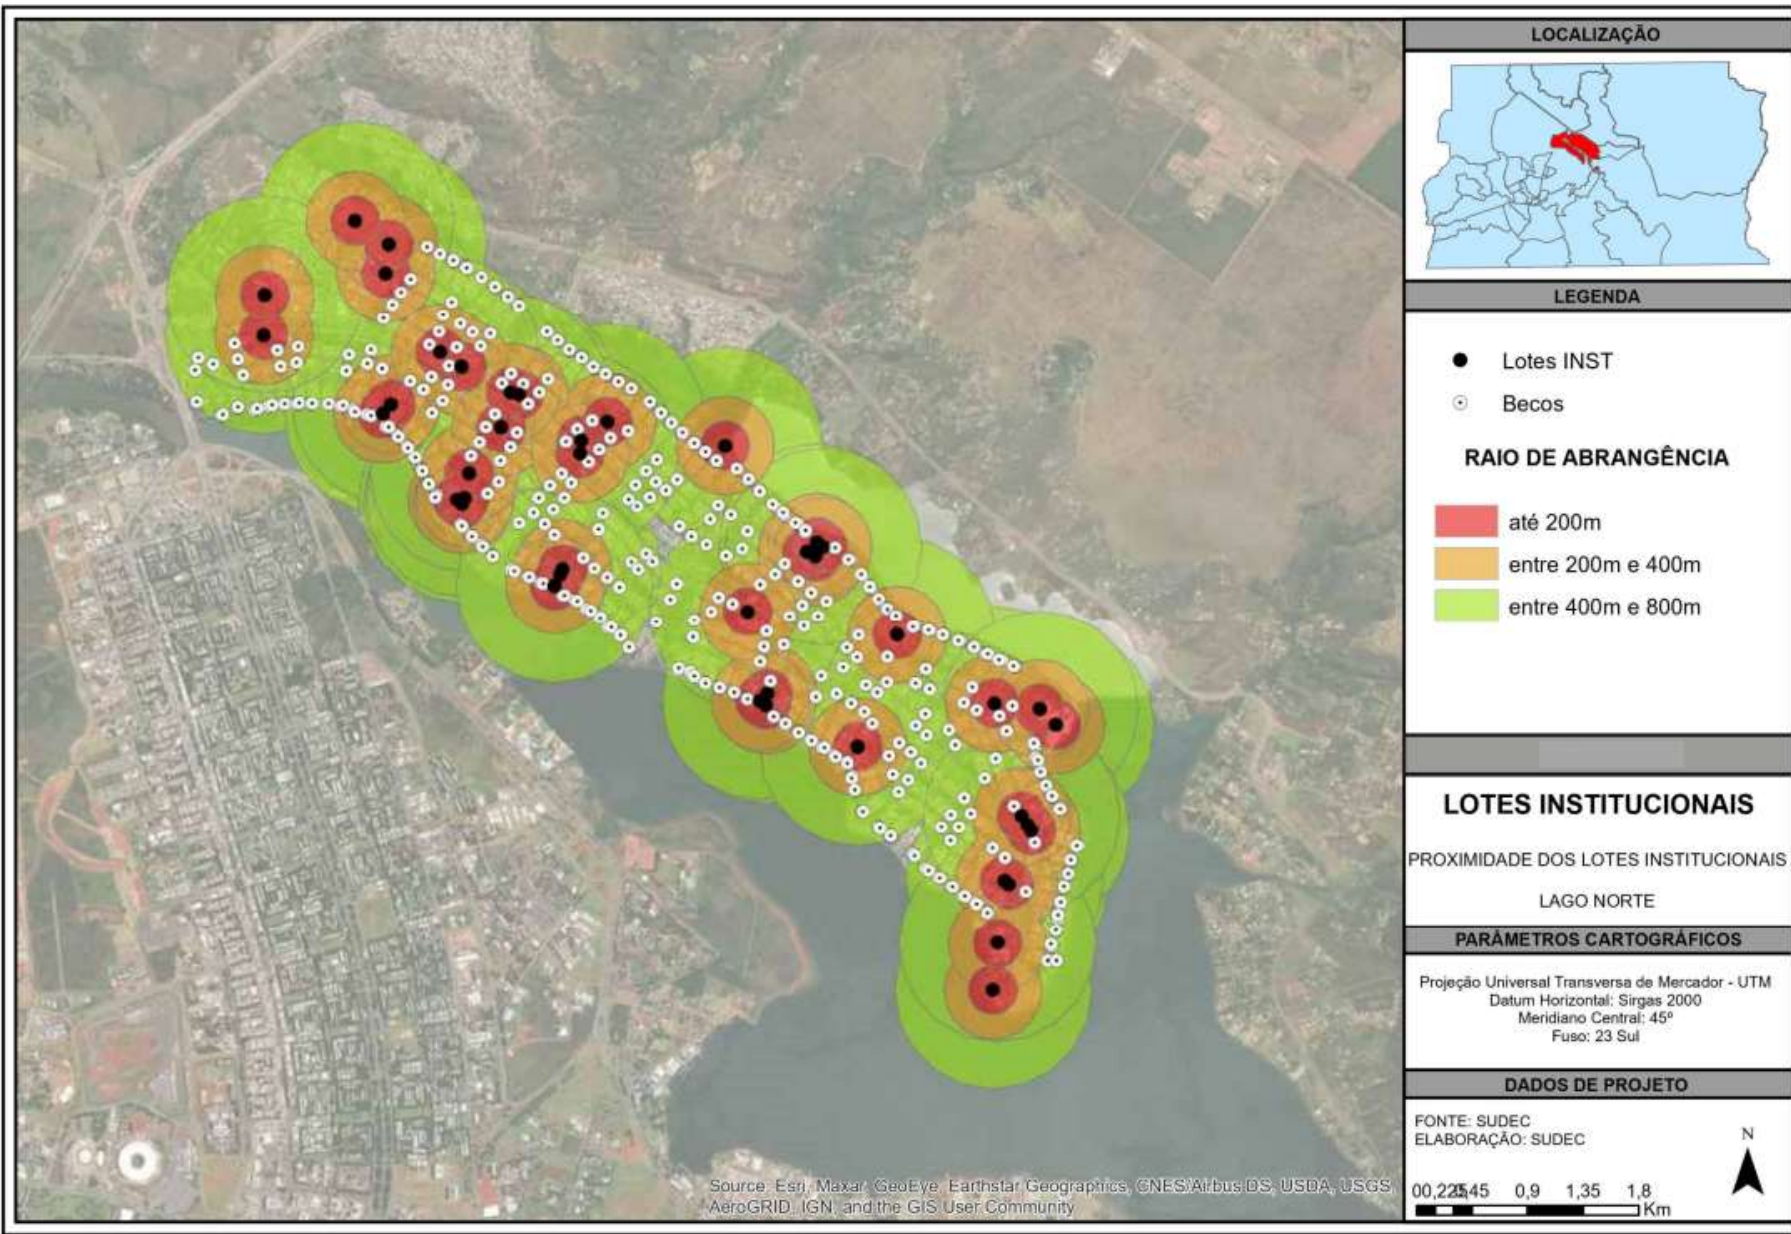 LOCALIZAÇÃO
LEGENDA
Lotes INST
Becos
RAIO DE ABRANGÊNCIA
até 200m
entre 200m e 400m
entre 400m e 800m
LOTES INSTITUCIONAIS
PROXIMIDADE DOS LOTES INSTITUCIONAIS
LAGO NORTE
PARÂMETROS CARTOGRÁFICOS
Projeção Universal Transversa de Mercador - UTM
Datum Horizontal: Sirgas 2000
Meridiano Central: 45º
Fuso: 23 Sul
DADOS DE PROJETO
FONTE: SUDEC
ELABORAÇÃO: SUDEC
N
00,2250,45 0,9 1,35 1,8
Km
Source: Esri, Maxar, GeoEye, Earthstar Geographics, CNES/Airbus DS, USDA, USGS,
AeroGRID, IGN, and the GIS User Community